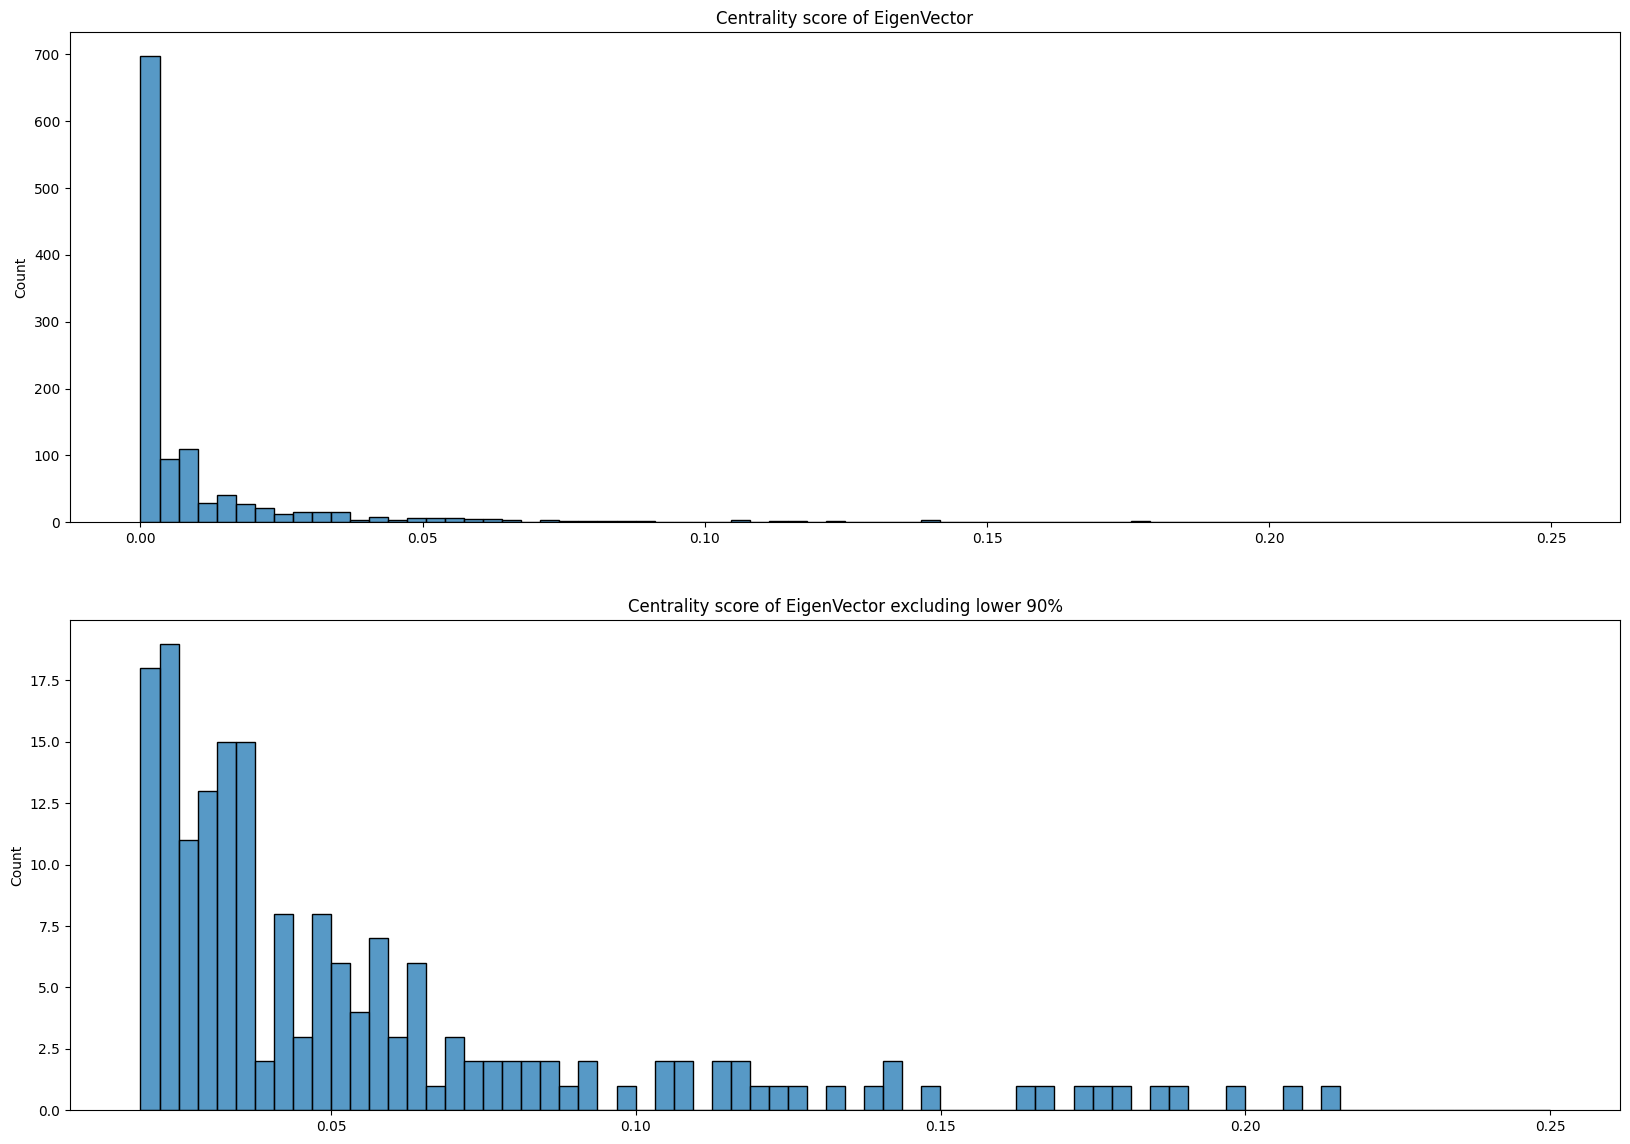 Centrality score of EigenVector
700
600
500
400
300
200
100
0
Count
0.00 0.05 0.10 0.15 0.20 0.25
Centrality score of EigenVector excluding lower 90%
17.5
15.0
12.5
10.0
7.5
5.0
2.5
0.0
Count
0.05 0.10 0.15 0.20 0.25